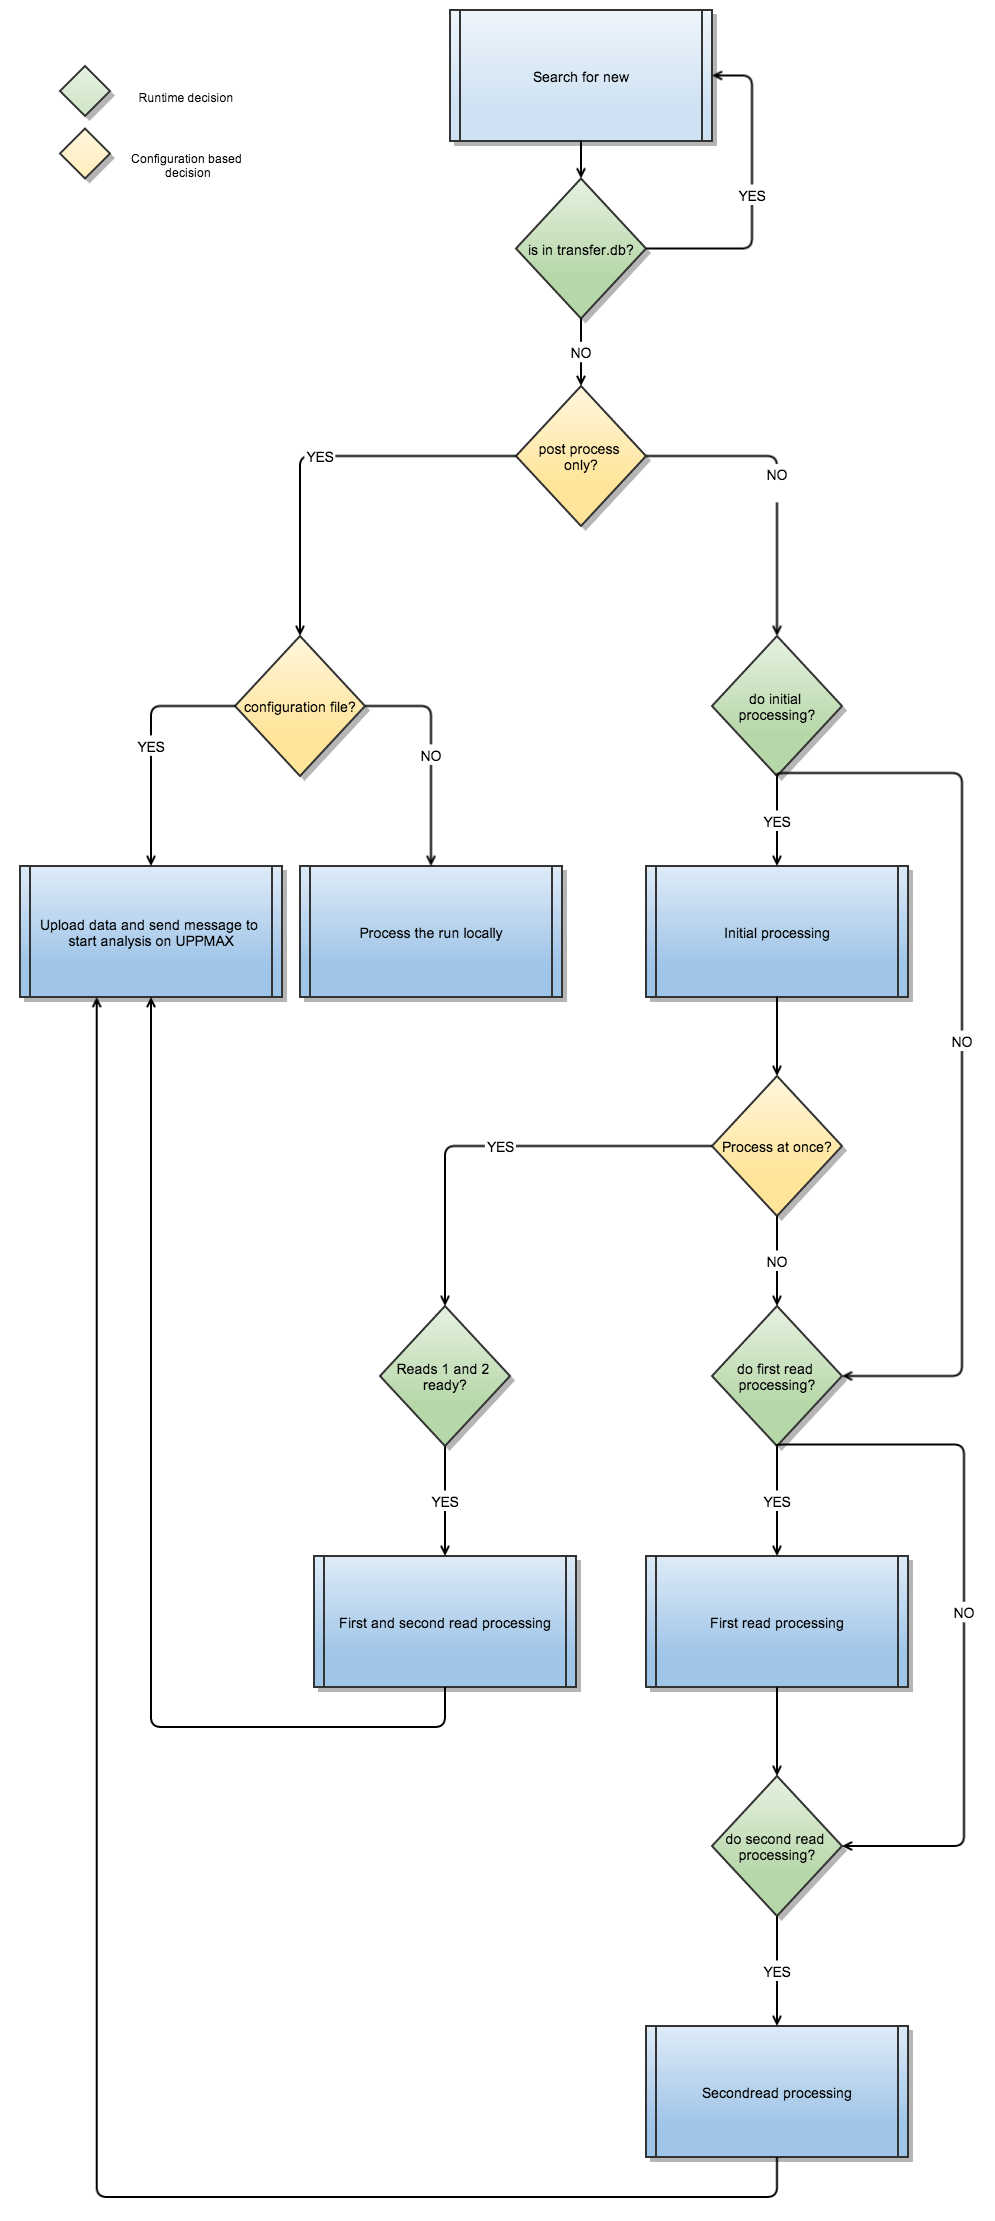 Search for new
Runtime decision
Configuration based
decision
YES
is in transfer.db?
NO
post process
only?
YES
NO
configuration file?
do initial
processing?
YES
NO
YES
Upload data and send message to
start analysis on UPPMAX
Process the run locally
Initial processing
NO
Process at once?
YES
NO
Reads 1 and 2
ready?
do first read
processing?
YES
YES
First and second read processing
First read processing
NO
do second read
processing?
YES
Secondread processing